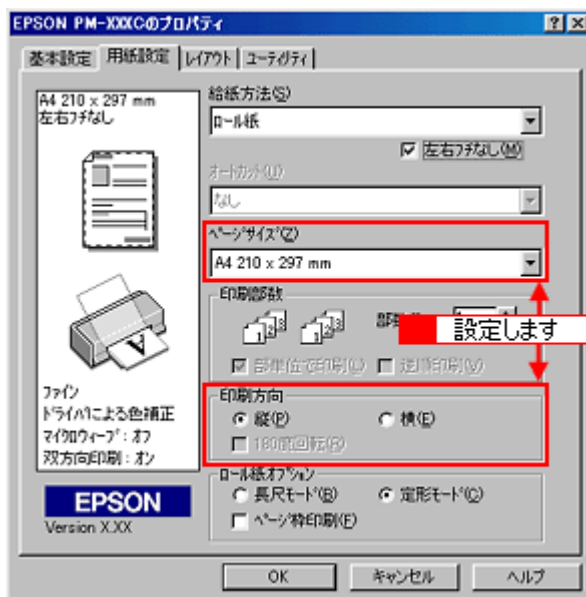 EPSON PM-XXXCのプロパティ
基本設定 用紙設定 レイアウト ユーティリティ
A4 210 x 297 mm
左右フチなし
ファイン
ドライバによる色補正
マイクロウィーブ：オフ
双方向印刷：オン
EPSON
Version X.XX
給紙方法(S)
ロール紙
左右フチなし(M)
オートカット(U)
なし
ページサイズ(Z)
A4 210 x 297 mm
印刷部数
設定します
部単位で印刷(L) 逆順印刷(V)
印刷方向
縦(P) 横(E)
180度回転(R)
ロール紙オプション
長尺モード(B) 定形モード(C)
ページ枠印刷(F)
OK キャンセル ヘルプ